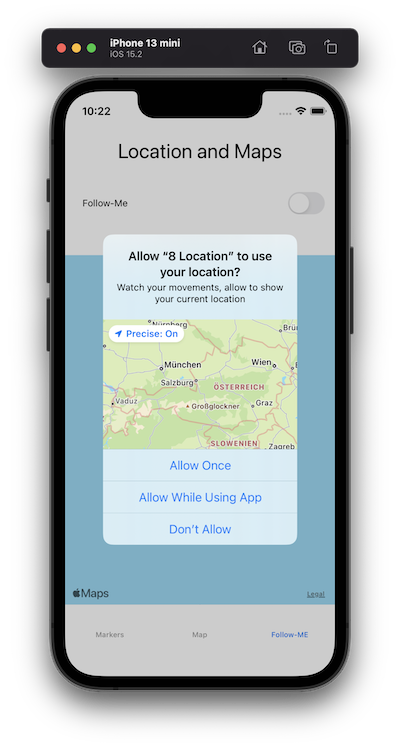 iPhone 13 mini
iOS 15.2
10:22
Location and Maps
Follow-Me
Allow “8 Location” to use
your location?
Watch your movements, allow to show
your current location
Nürnberg
Precise: On
Brü
München
Wien
Salzburg
ÖSTERREICH
Vaduz
Großglockner
Graz
SLOWENIEN
Zagreb
Allow Once
Allow While Using App
Don’t Allow
Maps
Legal
Markers
Map
Follow-ME